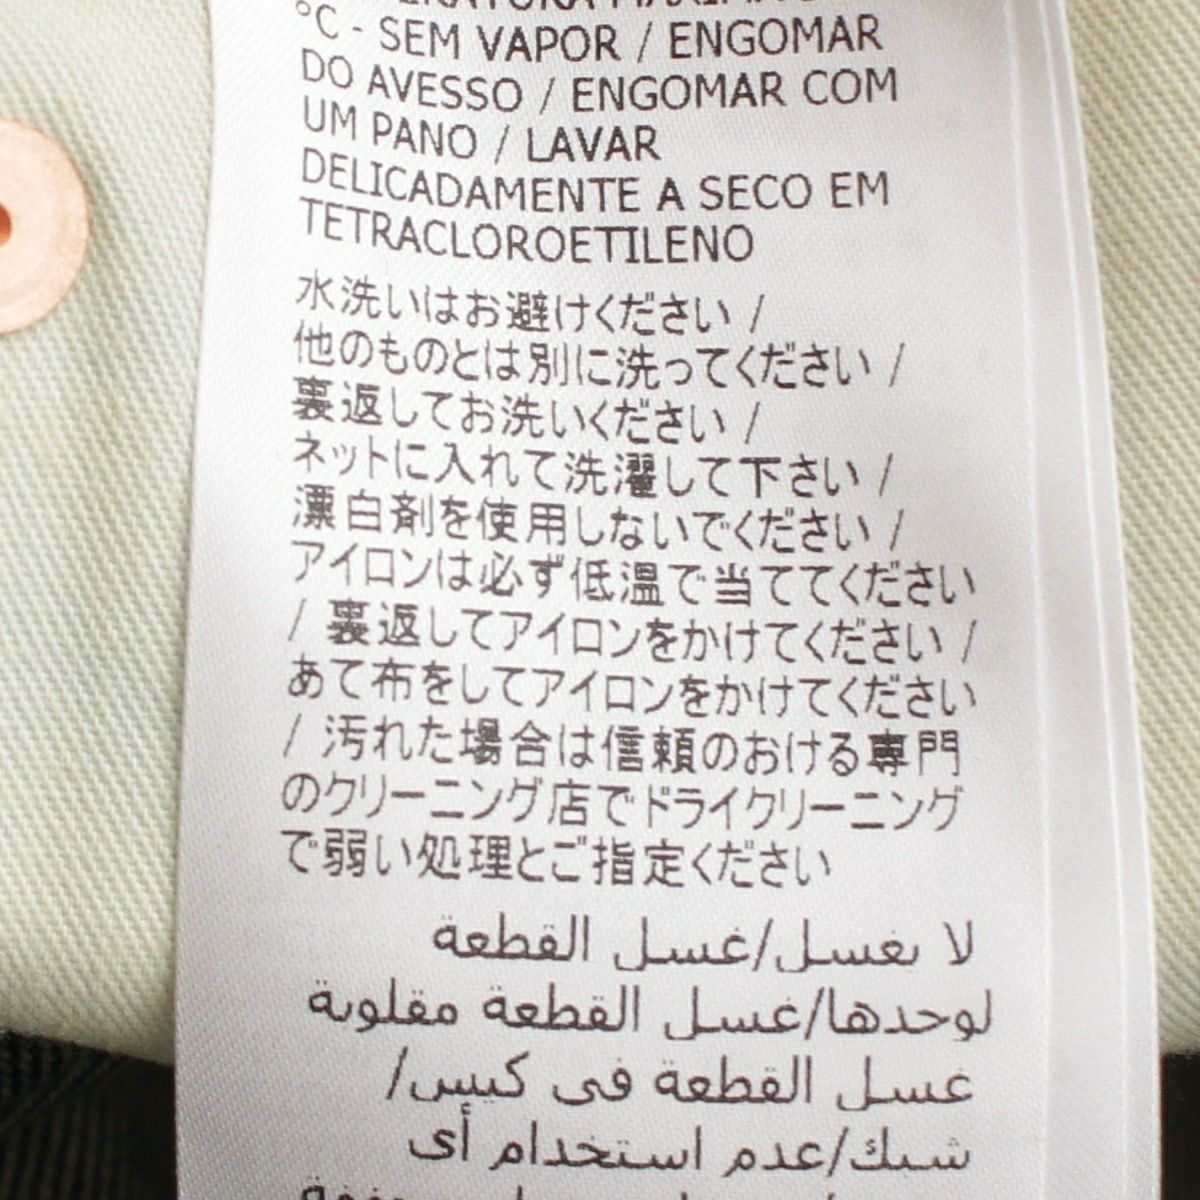 °C - SEM VAPOR / ENGOMAR
DO AVESSO / ENGOMAR COM
UM PANO / LAVAR
DELICADAMENTE A SECO EM
TETRACLOROETILENO
水洗いはお避けください /
他のものとは別に洗ってください /
裏返してお洗いください /
ネットに入れて洗濯して下さい /
漂白剤を使用しないでください /
アイロンは必ず低温で当ててください
/ 裏返してアイロンをかけてください /
あて布をしてアイロンをかけてください
/ 汚れた場合は信頼のおける専門
のクリーニング店でドライクリーニング
で弱い処理とご指定ください
لا يغسل/غسل القطعة
لوحدها/غسل القطعة مقلوبة
غسل القطعة فى كيس/
شبك/عدم استخدام أى